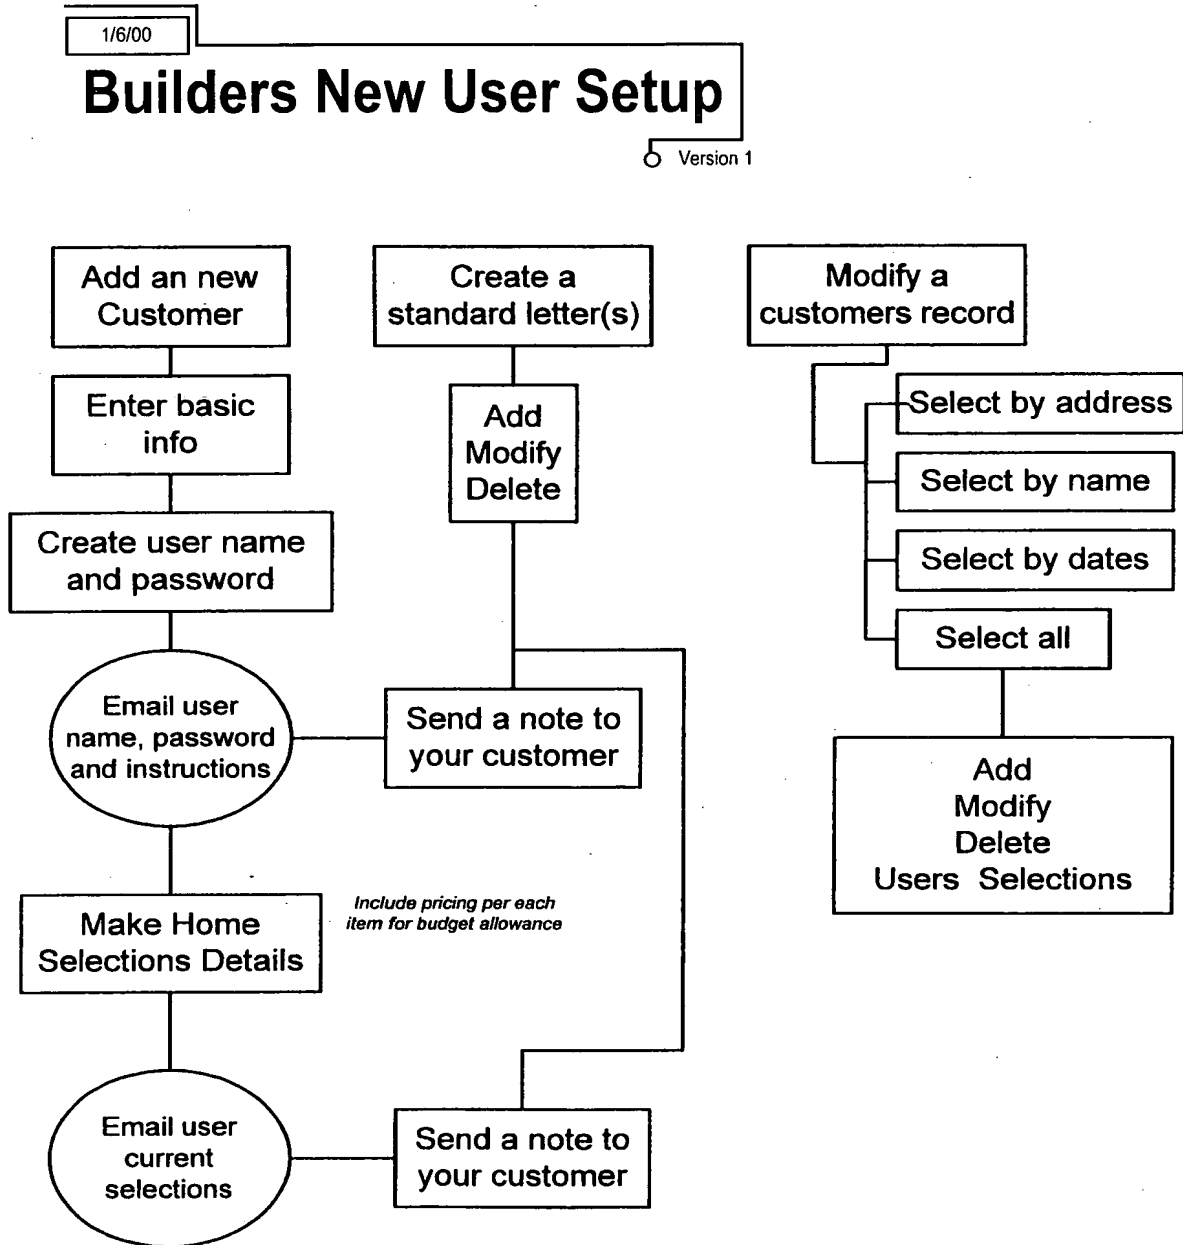 1/6/00
Builders New User Setup
Version 1
Add an new
Customer
Enter basic
info
Create user name
and password
Email user
name, password
and instructions
Make Home
Selections Details
Include pricing per each
item for budget allowance
Email user
current
selections
Create a
standard letter(s)
Add
Modify
Delete
Send a note to
your customer
Send a note to
your customer
Modify a
customers record
Select by address
Select by name
Select by dates
Select all
Add
Modify
Delete
Users Selections